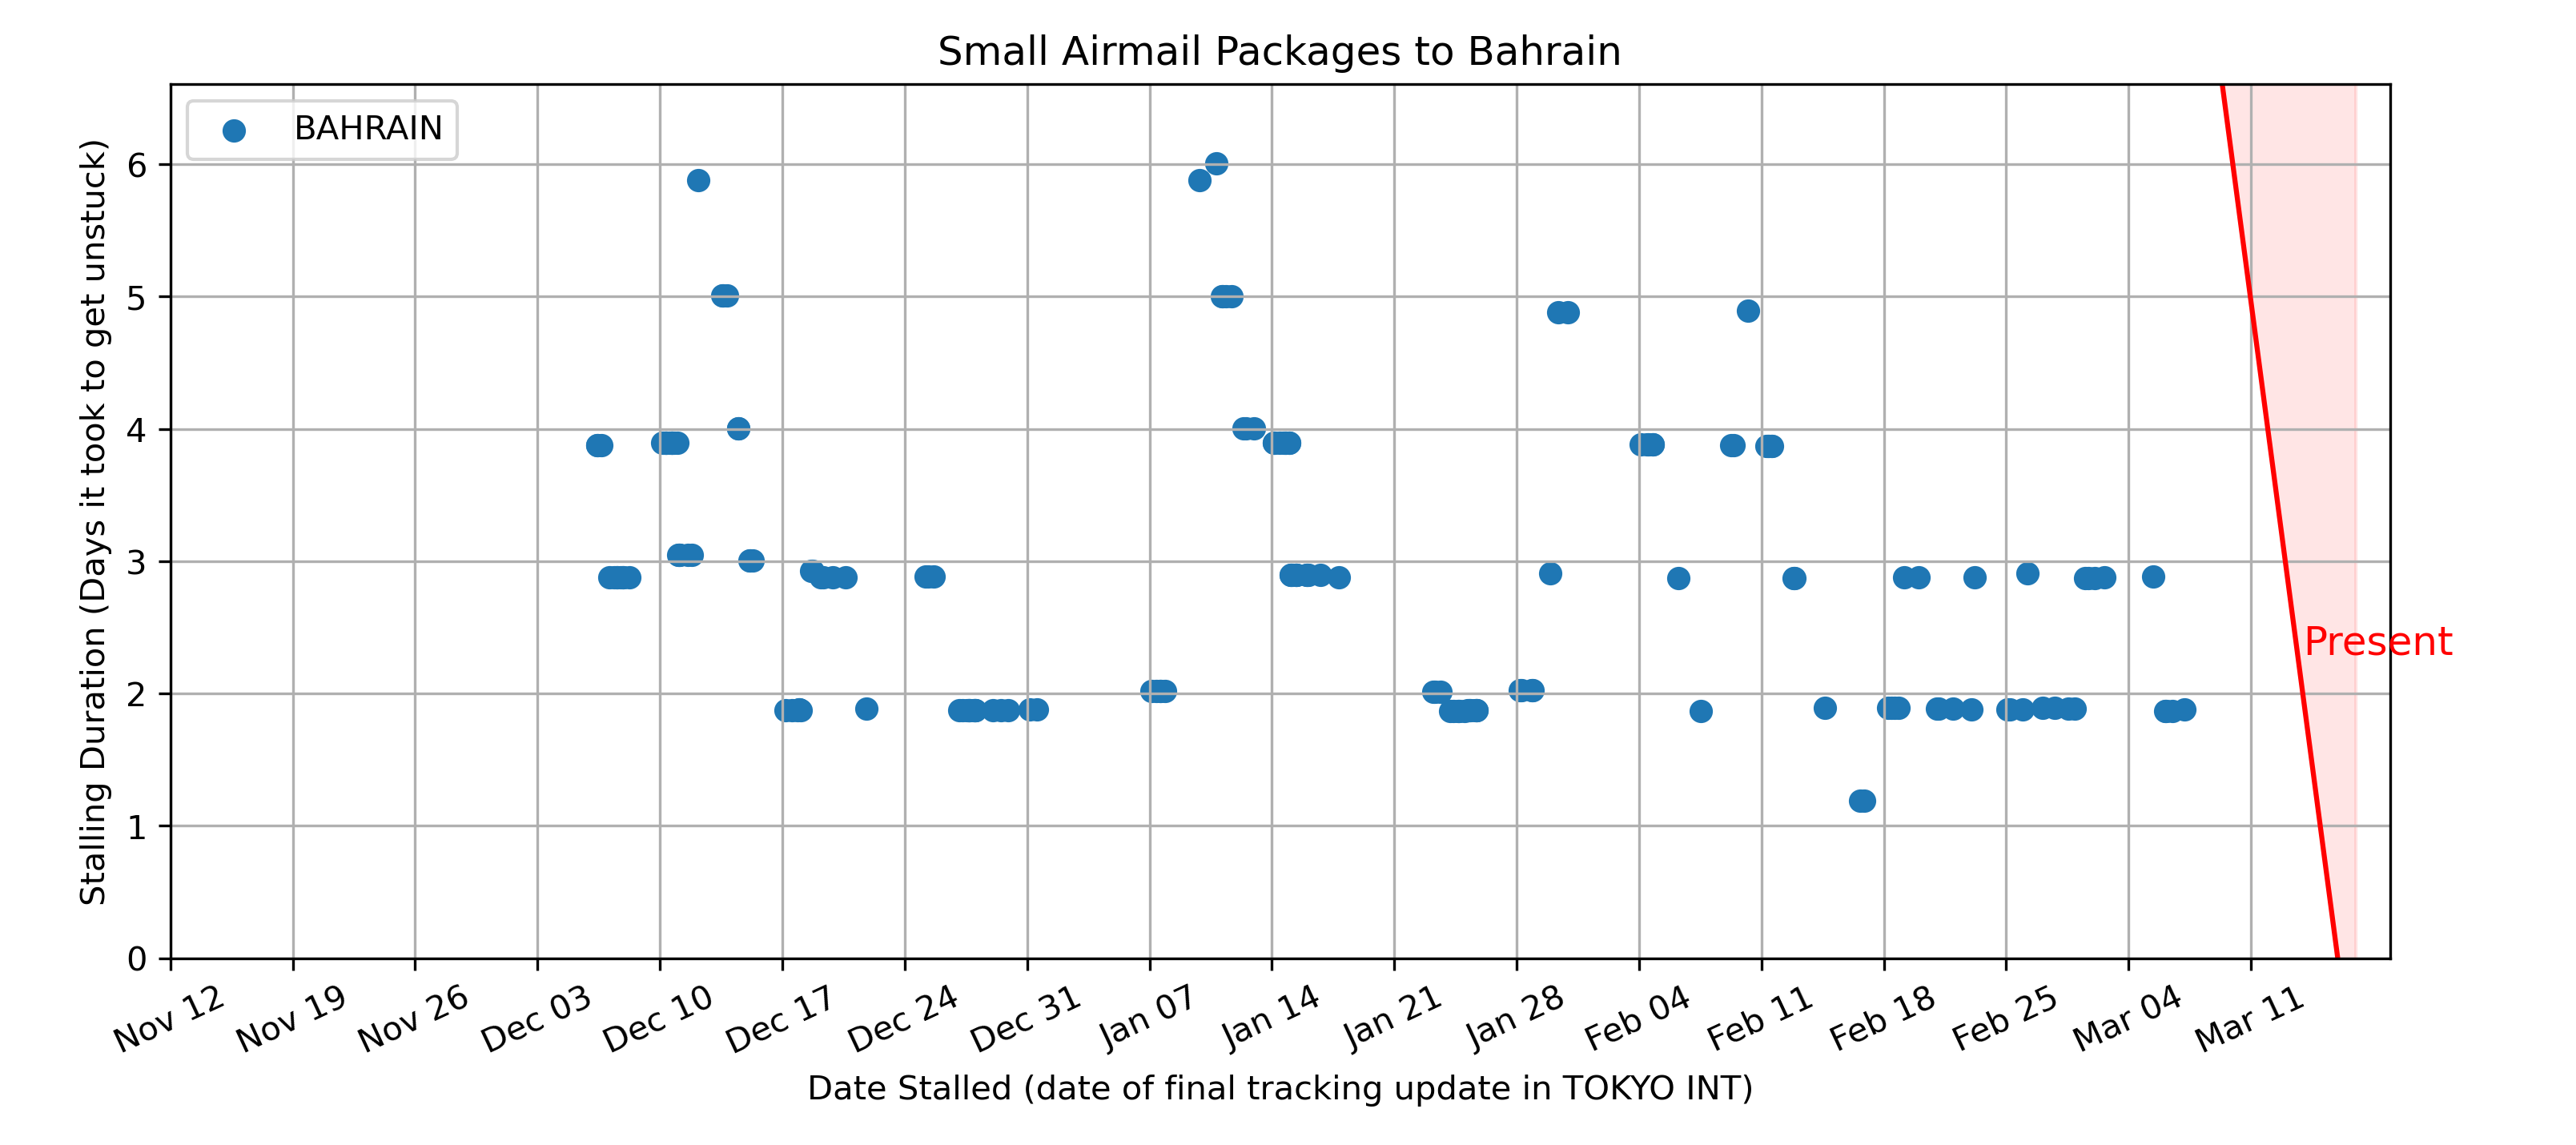 Small Airmail Packages to Bahrain
BAHRAIN
Stalling Duration (Days it took to get unstuck)
6
5
4
3
2
1
0
Present
Nov 12
Nov 19
Nov 26
Dec 03
Dec 10
Dec 17
Dec 24
Dec 31
Jan 07
Jan 14
Jan 21
Jan 28
Feb 04
Feb 11
Feb 18
Feb 25
Mar 04
Mar 11
Date Stalled (date of final tracking update in TOKYO INT)